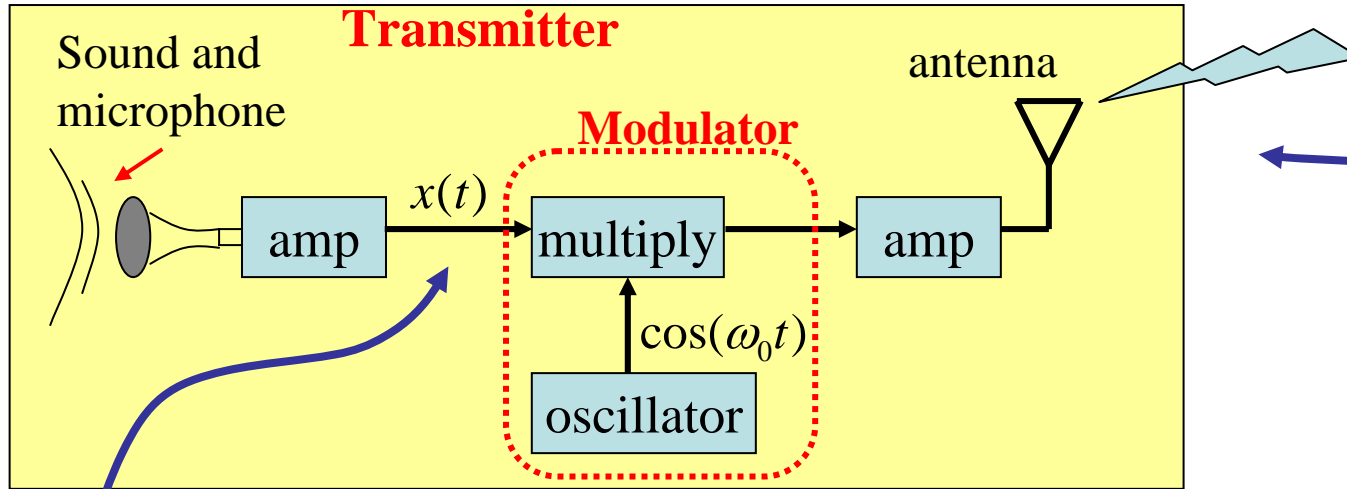 Transmitter
Sound and
microphone
antenna
Modulator
x(t)
amp
multiply
amp
cos(ω₀t)
oscillator